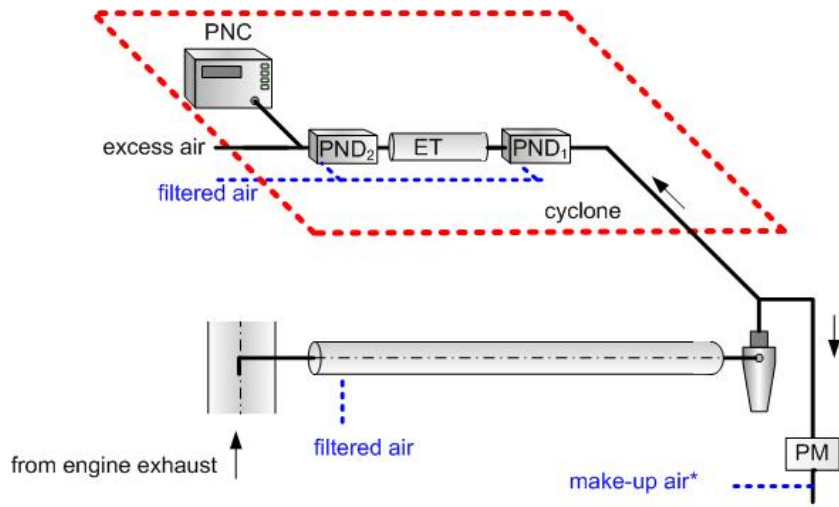 PNC
excess air
PND2
ET
PND1
filtered air
cyclone
filtered air
from engine exhaust
PM
make-up air*